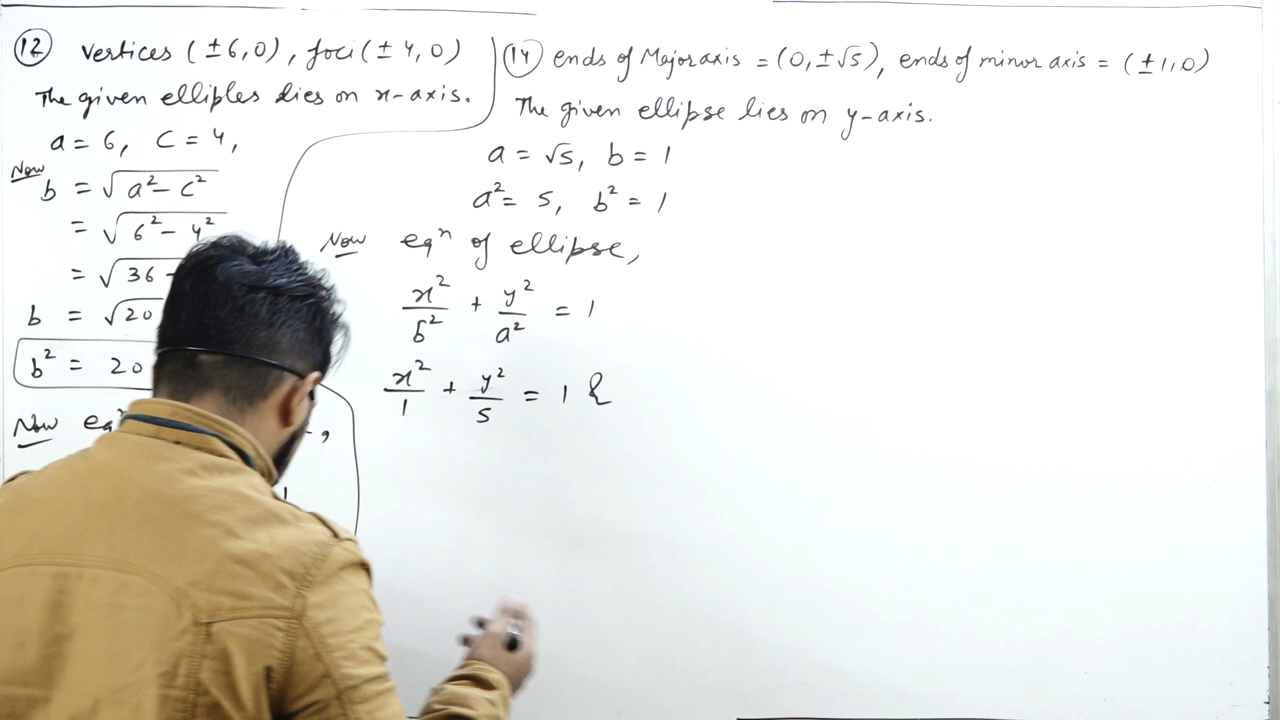 ⑫ Vertices (±6,0), foci (±4,0)
The given elliples lies on x-axis.
a = 6, c = 4,
Now b = √(a² − c²)
= √(6² − 4²)
= √36
b = √20
b² = 20
Now eqⁿ ,
⑭ ends of Major axis = (0,±√5), ends of minor axis = (±1,0)
The given ellipse lies on y-axis.
a = √5, b = 1
a² = 5, b² = 1
Now eqⁿ of ellipse,
x²/b² + y²/a² = 1
x²/1 + y²/5 = 1